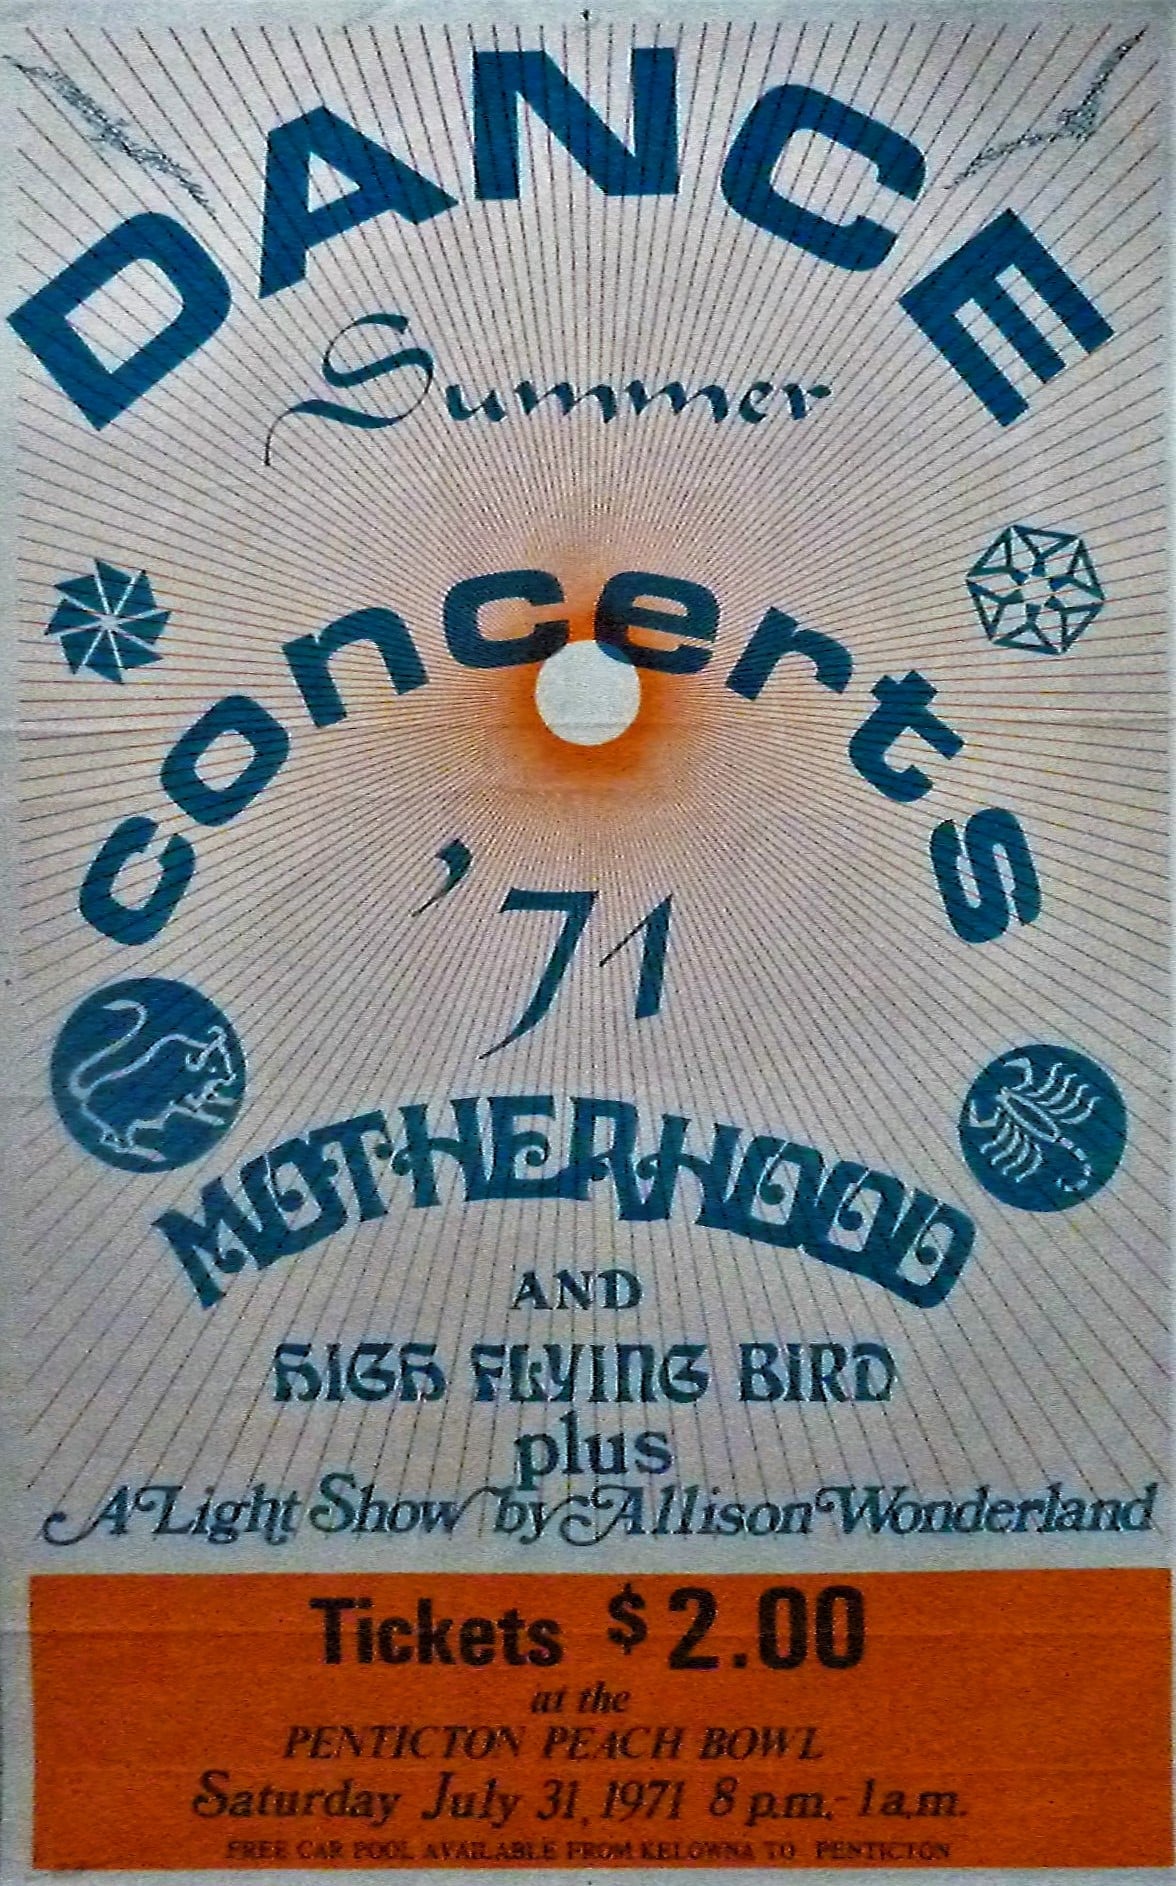 DANCE
Summer
concerts
'71
MOTHERHOOD
AND
HIGH FLYING BIRD
plus
A Light Show by Allison Wonderland
Tickets $2.00
at the
PENTICTON PEACH BOWL
Saturday July 31, 1971 8 p.m.- 1a.m.
FREE CAR POOL AVAILABLE FROM KELOWNA TO PENTICTON